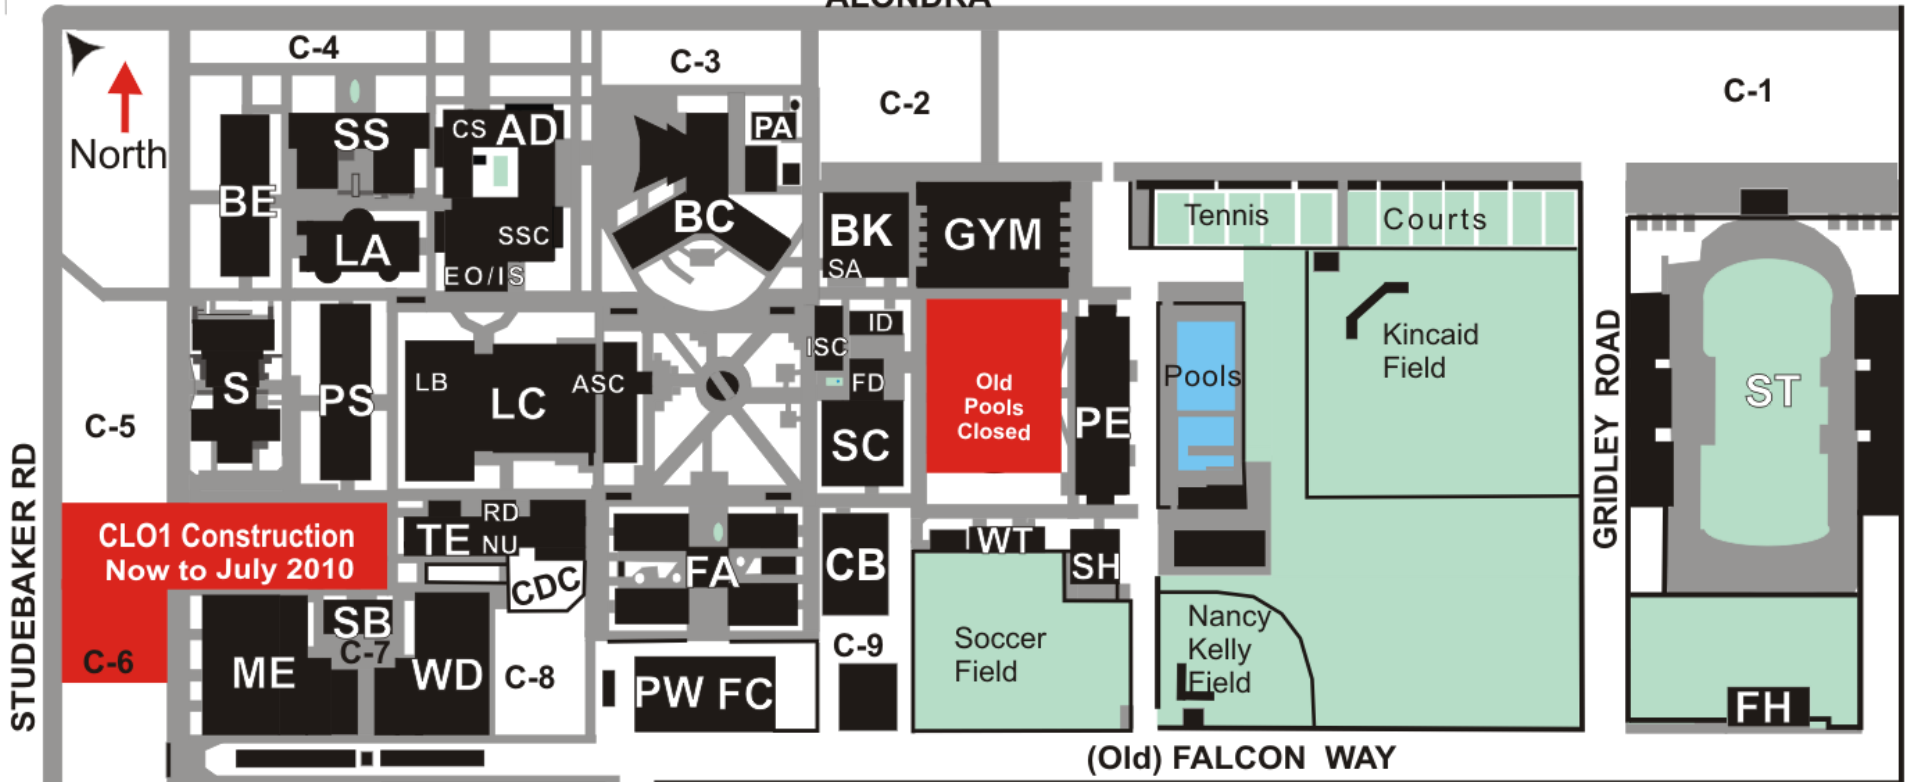 ALONDRA
C-4
C-3
C-2
C-1
North
SS
CS AD
PA
BE
LA
SSC
EO/IS
BC
BK
SA
GYM
Tennis Courts
Kincaid
Field
GRIDLEY ROAD
ST
C-5
S
PS
LB
LC
ASC
ISC
ID
FD
SC
Old
Pools
Closed
PE
Pools
STUDEBAKER RD
CLO1 Construction
Now to July 2010
C-6
TE
RD
NU
CDC
FA
CB
WT
SH
ME
SB
C-7
WD
C-8
PW FC
C-9
Soccer
Field
Nancy
Kelly
Field
FH
(Old) FALCON WAY